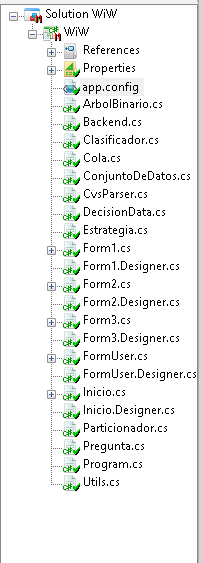 Solution WiW
WiW
References
Properties
app.config
ArbolBinario.cs
Backend.cs
Clasificador.cs
Cola.cs
ConjuntoDeDatos.cs
CvsParser.cs
DecisionData.cs
Estrategia.cs
Form1.cs
Form1.Designer.cs
Form2.cs
Form2.Designer.cs
Form3.cs
Form3.Designer.cs
FormUser.cs
FormUser.Designer.cs
Inicio.cs
Inicio.Designer.cs
Particionador.cs
Pregunta.cs
Program.cs
Utils.cs